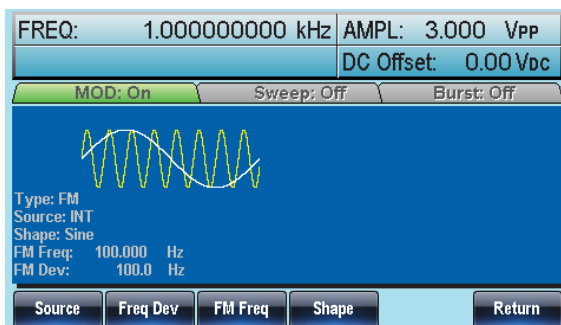 FREQ: 1.000000000 kHz AMPL: 3.000 VPP
DC Offset: 0.00 VDC
MOD: On Sweep: Off Burst: Off
Type: FM
Source: INT
Shape: Sine
FM Freq: 100.000 Hz
FM Dev: 100.0 Hz
Source Freq Dev FM Freq Shape Return